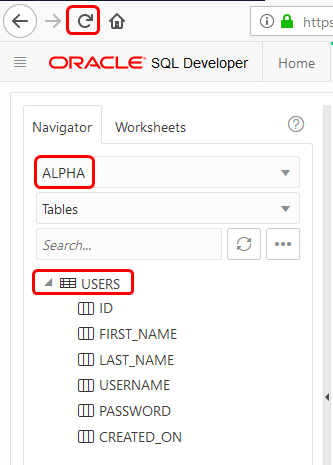 https
ORACLE SQL Developer Home
Navigator Worksheets
ALPHA
Tables
Search...
USERS
ID
FIRST_NAME
LAST_NAME
USERNAME
PASSWORD
CREATED_ON